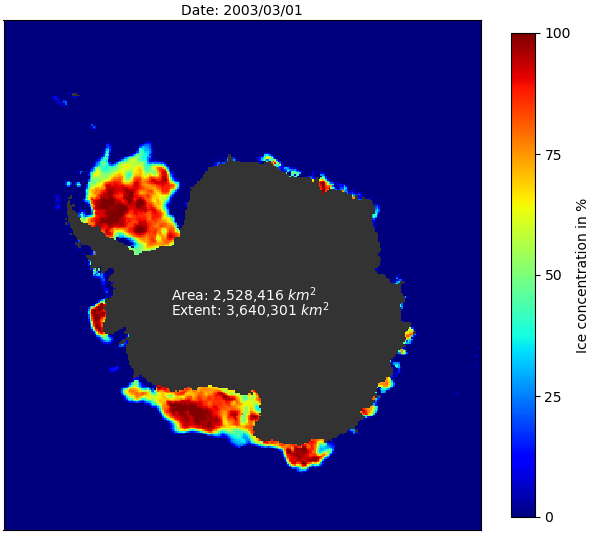 Date: 2003/03/01
100
75
50
25
0
Ice concentration in %
Area: 2,528,416 km²
Extent: 3,640,301 km²